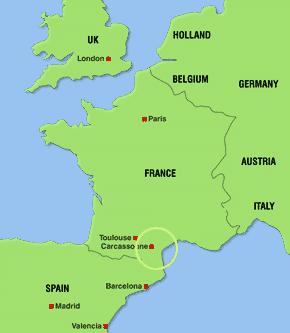 HOLLAND
UK
London
BELGIUM
GERMANY
Paris
AUSTRIA
FRANCE
ITALY
Toulouse
Carcassonne
SPAIN
Barcelona
Madrid
Valencia